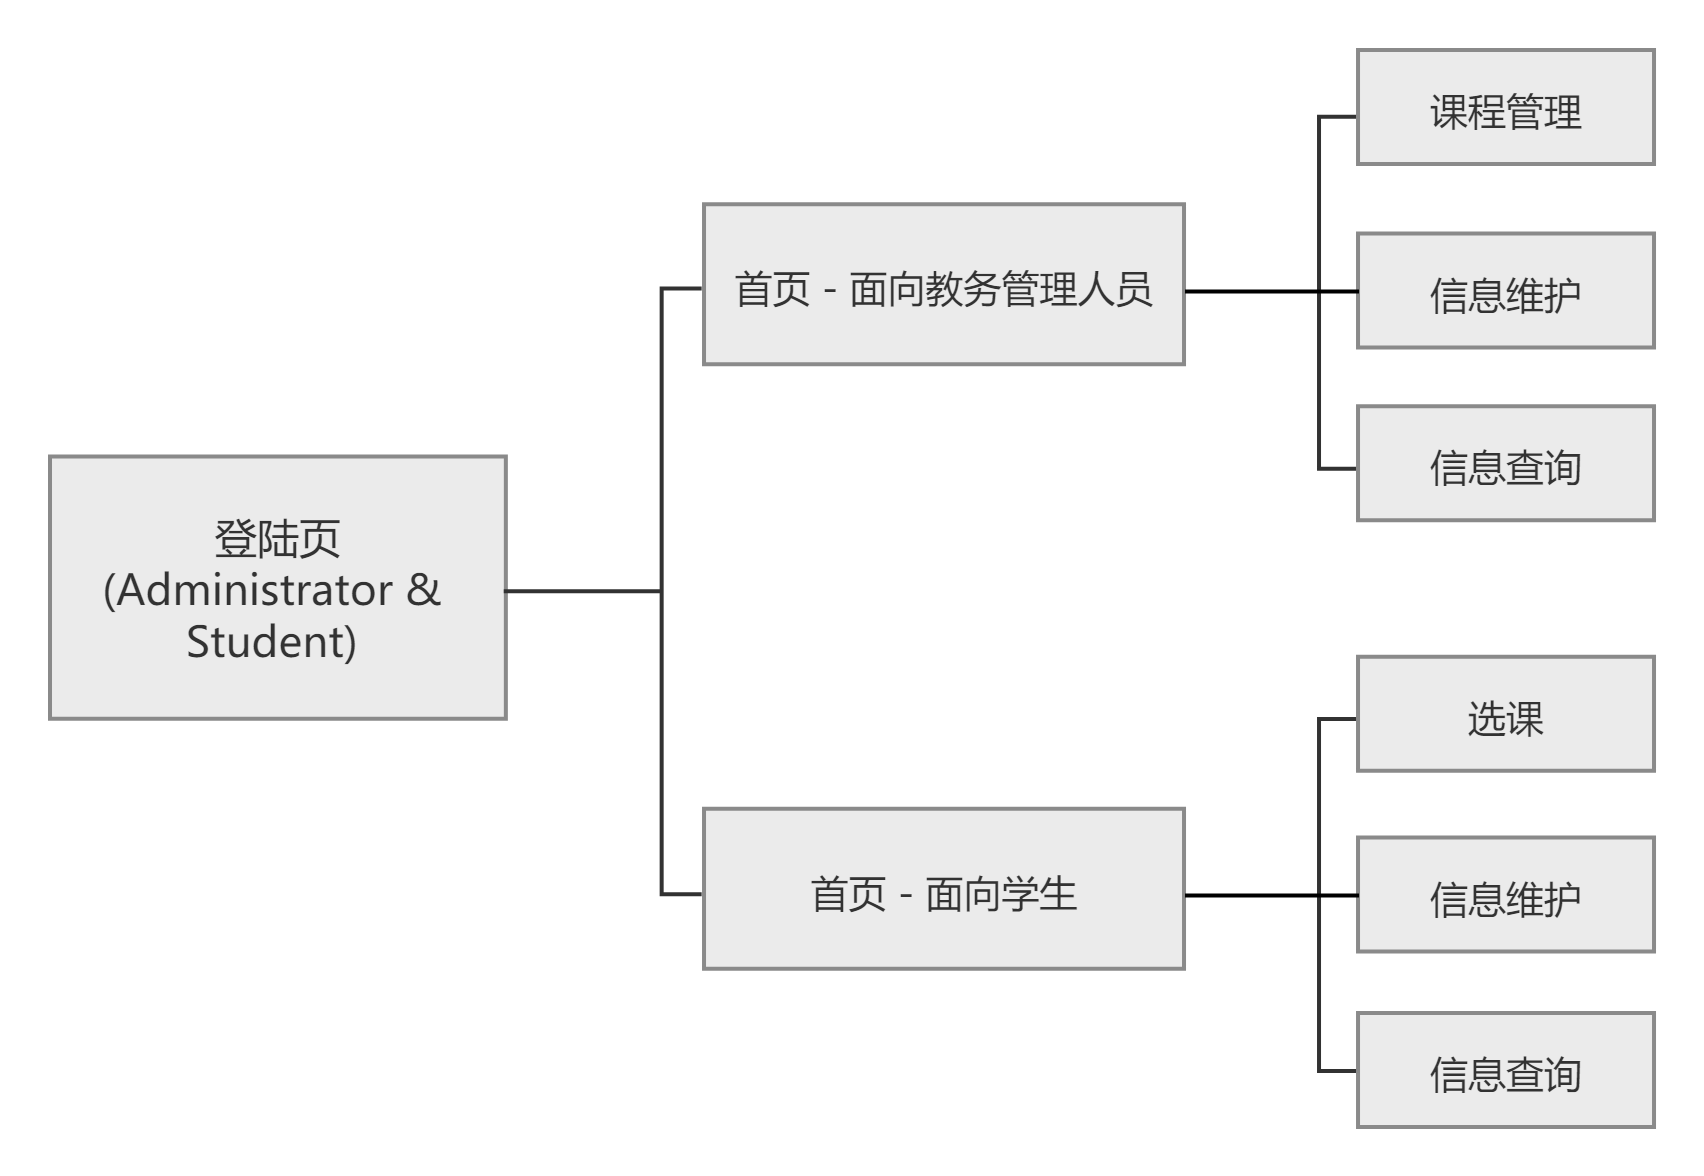 登陆页
(Administrator &
Student)
首页 - 面向教务管理人员
课程管理
信息维护
信息查询
首页 - 面向学生
选课
信息维护
信息查询